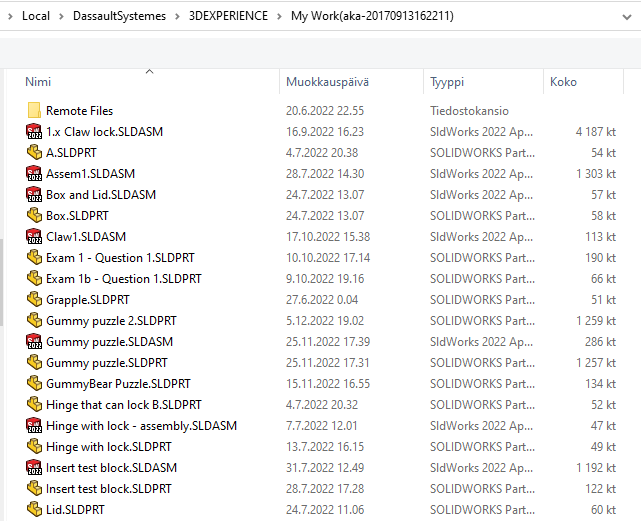 Local > DassaultSystemes > 3DEXPERIENCE > My Work(aka-20170913162211)
Nimi Muokkauspäivä Tyyppi Koko
Remote Files 20.6.2022 22.55 Tiedostokansio
1.x Claw lock.SLDASM 16.9.2022 16.23 SldWorks 2022 Ap... 4 187 kt
A.SLDPRT 4.7.2022 20.38 SOLIDWORKS Part... 54 kt
Assem1.SLDASM 28.7.2022 14.30 SldWorks 2022 Ap... 1 303 kt
Box and Lid.SLDASM 24.7.2022 13.07 SldWorks 2022 Ap... 57 kt
Box.SLDPRT 24.7.2022 13.07 SOLIDWORKS Part... 58 kt
Claw1.SLDASM 17.10.2022 15.38 SldWorks 2022 Ap... 113 kt
Exam 1 - Question 1.SLDPRT 10.10.2022 17.14 SOLIDWORKS Part... 190 kt
Exam 1b - Question 1.SLDPRT 9.10.2022 19.16 SOLIDWORKS Part... 66 kt
Grapple.SLDPRT 27.6.2022 0.04 SOLIDWORKS Part... 51 kt
Gummy puzzle 2.SLDPRT 5.12.2022 19.02 SOLIDWORKS Part... 1 259 kt
Gummy puzzle.SLDASM 25.11.2022 17.39 SldWorks 2022 Ap... 286 kt
Gummy puzzle.SLDPRT 25.11.2022 17.31 SOLIDWORKS Part... 1 257 kt
GummyBear Puzzle.SLDPRT 15.11.2022 16.55 SOLIDWORKS Part... 134 kt
Hinge that can lock B.SLDPRT 4.7.2022 20.32 SOLIDWORKS Part... 52 kt
Hinge with lock - assembly.SLDASM 7.7.2022 12.01 SldWorks 2022 Ap... 47 kt
Hinge with lock.SLDPRT 13.7.2022 16.15 SOLIDWORKS Part... 49 kt
Insert test block.SLDASM 31.7.2022 12.49 SldWorks 2022 Ap... 1 192 kt
Insert test block.SLDPRT 28.7.2022 17.28 SOLIDWORKS Part... 122 kt
Lid.SLDPRT 24.7.2022 11.06 SOLIDWORKS Part... 60 kt